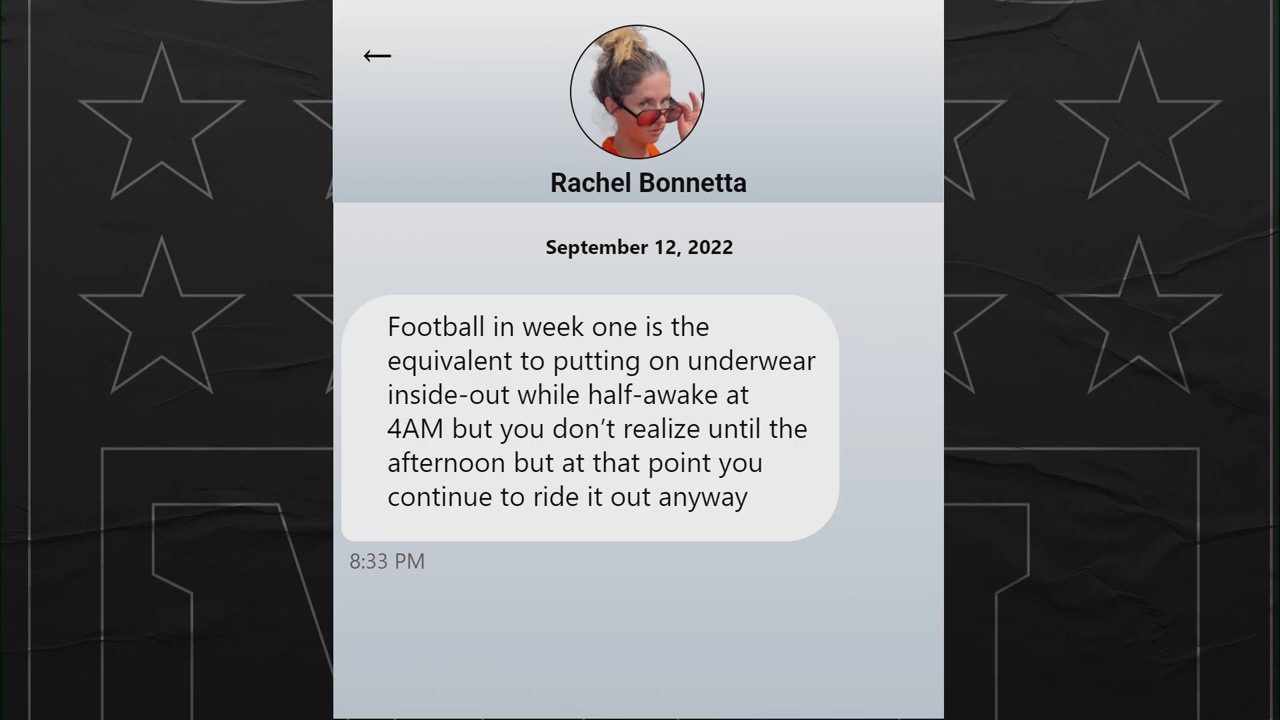 Rachel Bonnetta
September 12, 2022
Football in week one is the
equivalent to putting on underwear
inside-out while half-awake at
4AM but you don’t realize until the
afternoon but at that point you
continue to ride it out anyway
8:33 PM